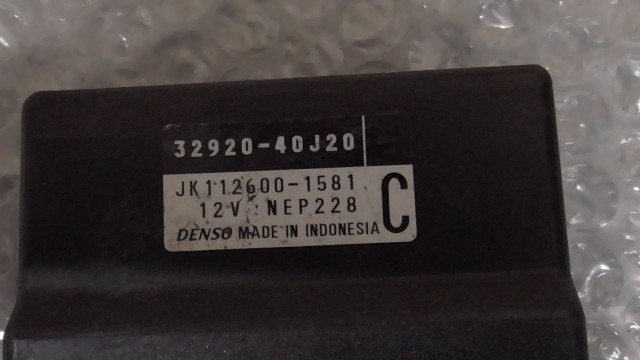 32920-40J20
JK112600-1581
12V NEP228
C
DENSO MADE IN INDONESIA